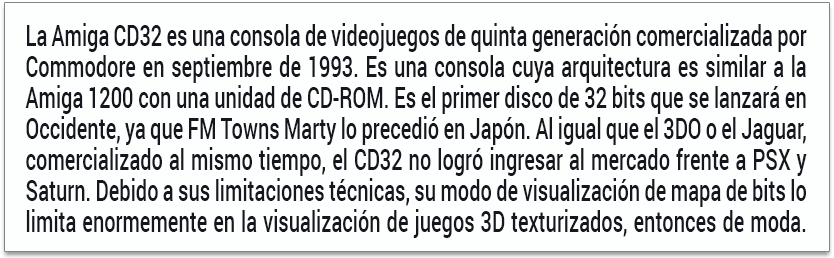 La Amiga CD32 es una consola de videojuegos de quinta generación comercializada por
Commodore en septiembre de 1993. Es una consola cuya arquitectura es similar a la
Amiga 1200 con una unidad de CD-ROM. Es el primer disco de 32 bits que se lanzará en
Occidente, ya que FM Towns Marty lo precedió en Japón. Al igual que el 3DO o el Jaguar,
comercializado al mismo tiempo, el CD32 no logró ingresar al mercado frente a PSX y
Saturn. Debido a sus limitaciones técnicas, su modo de visualización de mapa de bits lo
limita enormemente en la visualización de juegos 3D texturizados, entonces de moda.